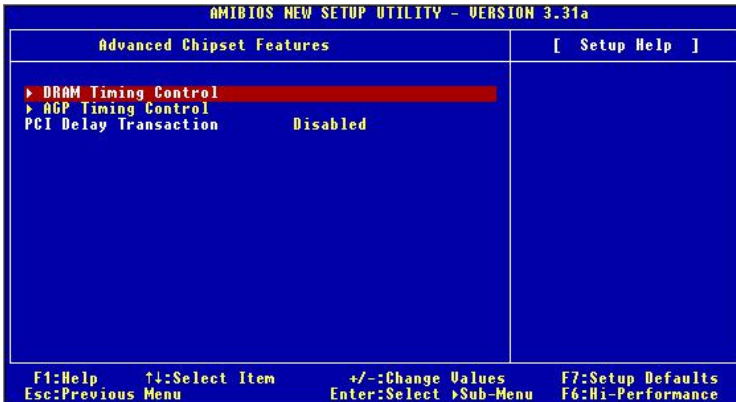 AMIBIOS NEW SETUP UTILITY - VERSION 3.31a
Advanced Chipset Features
[ Setup Help ]
▸ DRAM Timing Control
▸ AGP Timing Control
PCI Delay Transaction Disabled
F1:Help ↑↓:Select Item +/-:Change Values F7:Setup Defaults
Esc:Previous Menu Enter:Select ▸Sub-Menu F6:Hi-Performance